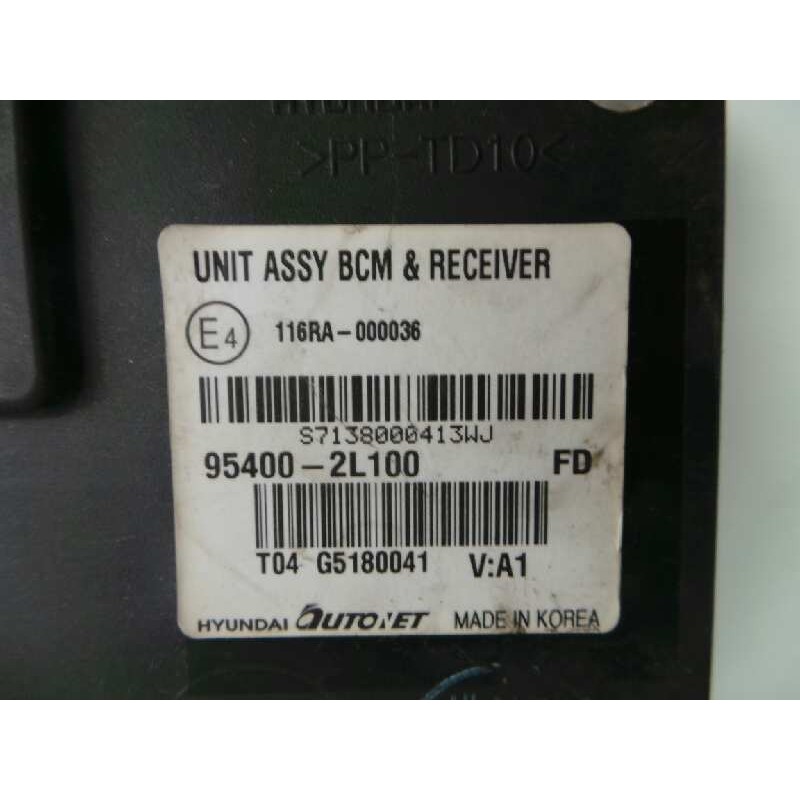 >PP-TD10<
UNIT ASSY BCM & RECEIVER
E4 116RA-000036
S7138000413WJ
95400-2L100 FD
T04 G5180041 V:A1
HYUNDAI AUTONET MADE IN KOREA